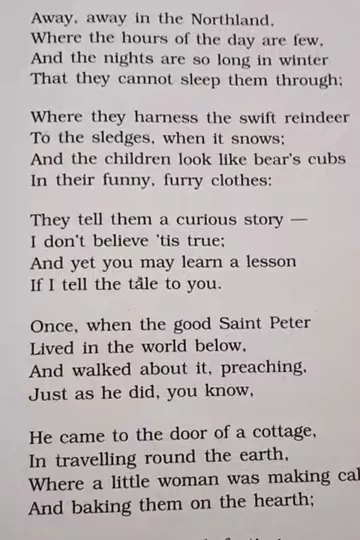 Away, away in the Northland,
Where the hours of the day are few,
And the nights are so long in winter
That they cannot sleep them through;
Where they harness the swift reindeer
To the sledges, when it snows;
And the children look like bear's cubs
In their funny, furry clothes:
They tell them a curious story —
I don't believe 'tis true;
And yet you may learn a lesson
If I tell the tale to you.
Once, when the good Saint Peter
Lived in the world below,
And walked about it, preaching,
Just as he did, you know,
He came to the door of a cottage,
In travelling round the earth,
Where a little woman was making
And baking them on the hearth;